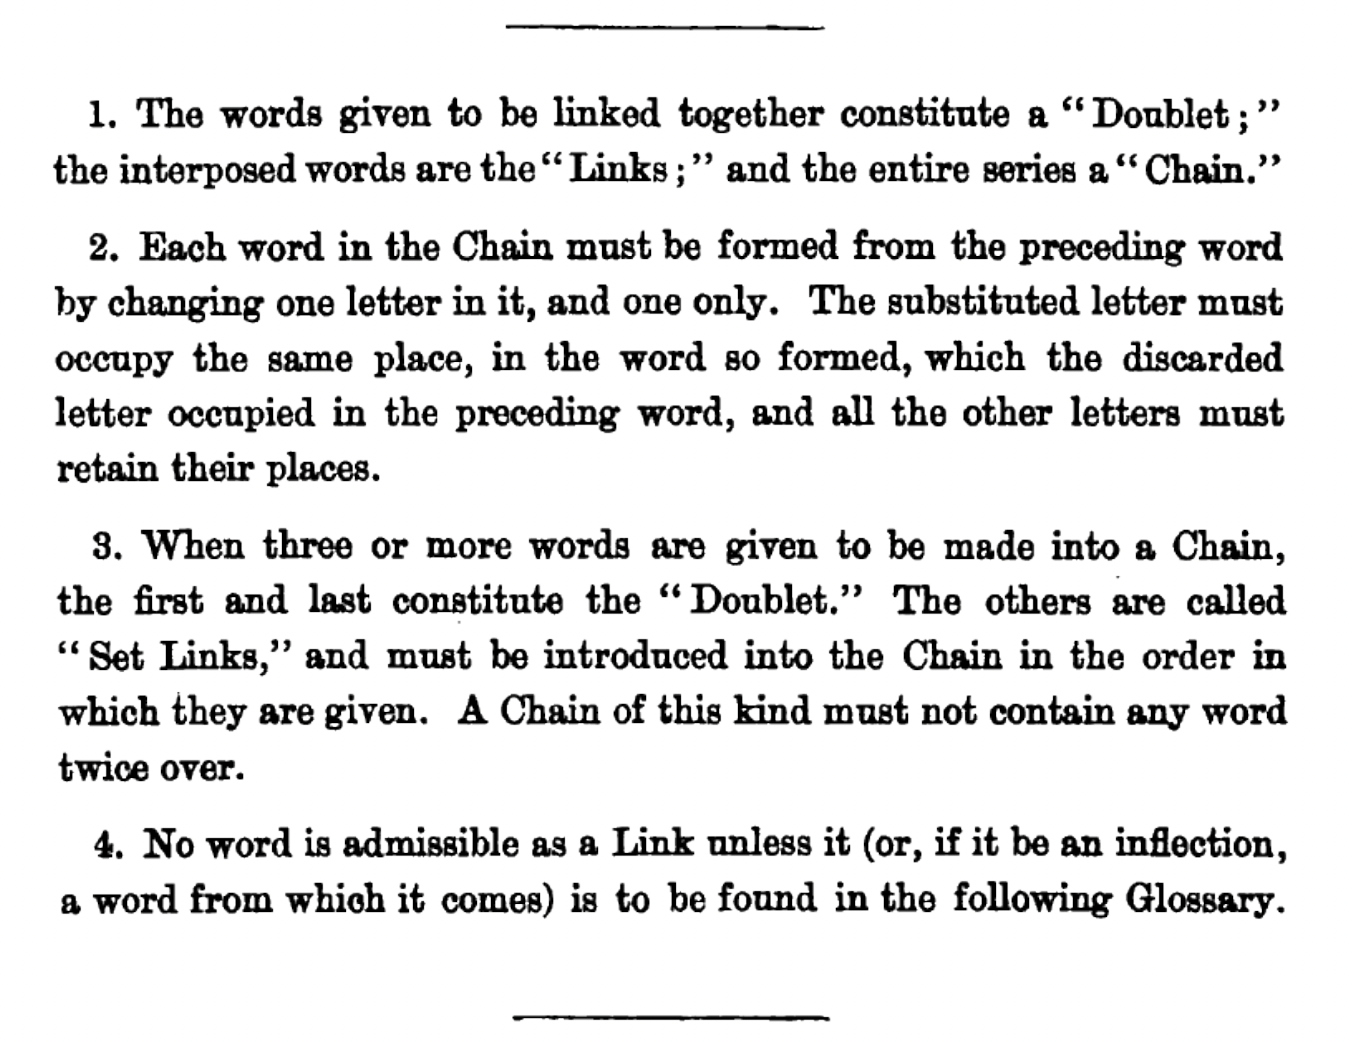 1. The words given to be linked together constitute a “Doublet;”
the interposed words are the “Links;” and the entire series a “Chain.”
2. Each word in the Chain must be formed from the preceding word
by changing one letter in it, and one only. The substituted letter must
occupy the same place, in the word so formed, which the discarded
letter occupied in the preceding word, and all the other letters must
retain their places.
3. When three or more words are given to be made into a Chain,
the first and last constitute the “Doublet.” The others are called
“Set Links,” and must be introduced into the Chain in the order in
which they are given. A Chain of this kind must not contain any word
twice over.
4. No word is admissible as a Link unless it (or, if it be an inflection,
a word from which it comes) is to be found in the following Glossary.